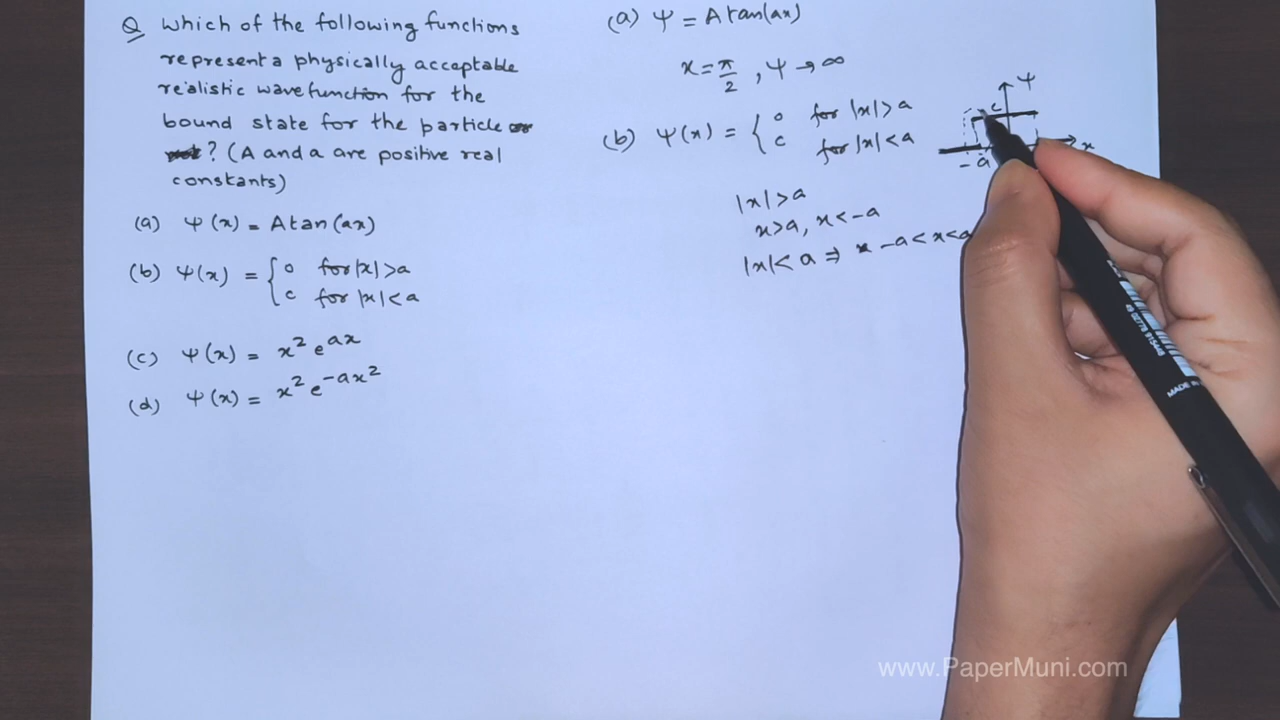 Q Which of the following functions
represent a physically acceptable
realistic wavefunction for the
bound state for the particle
? (A and a are positive real
constants)
(a) Ψ(x) = A tan(ax)
(b) Ψ(x) = { 0 for |x| > a
c for |x| < a
(c) Ψ(x) = x² e^ax
(d) Ψ(x) = x² e^-ax²
(a) Ψ = A tan(ax)
x = π/2 , Ψ → ∞
(b) Ψ(x) = { 0 for |x| > a
c for |x| < a
|x| > a
x > a, x < -a
|x| < a ⇒ -a < x < a
Ψ
c
x
-a
MADE IN
www.PaperMuni.com